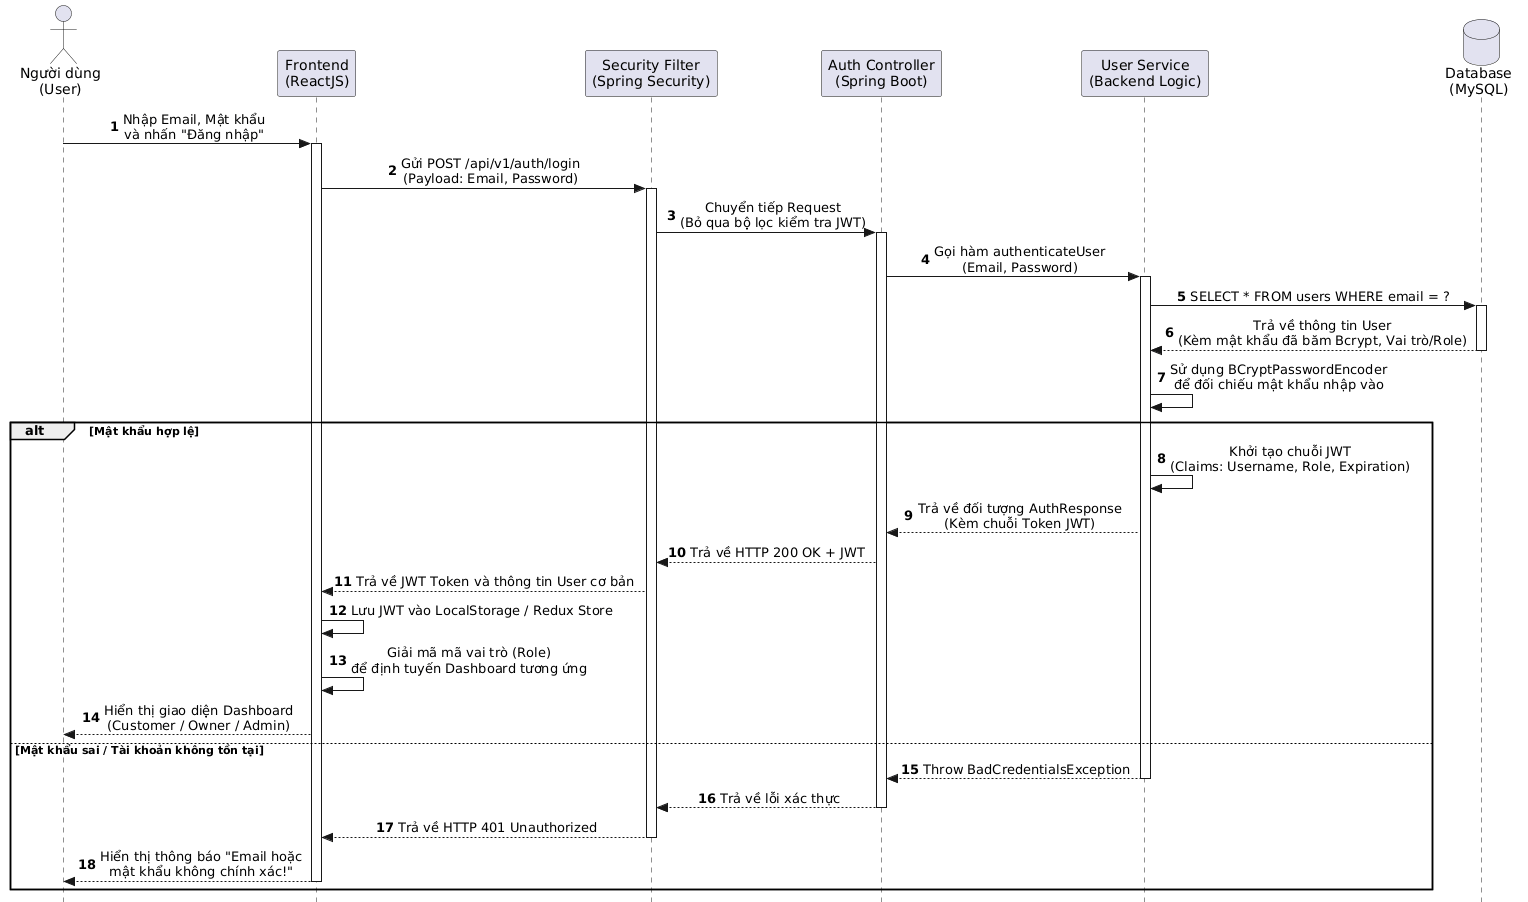 Người dùng
(User)
Frontend
(ReactJS)
Security Filter
(Spring Security)
Auth Controller
(Spring Boot)
User Service
(Backend Logic)
Database
(MySQL)
1 Nhập Email, Mật khẩu
và nhấn "Đăng nhập"
2 Gửi POST /api/v1/auth/login
(Payload: Email, Password)
3 Chuyển tiếp Request
(Bỏ qua bộ lọc kiểm tra JWT)
4 Gọi hàm authenticateUser
(Email, Password)
5 SELECT * FROM users WHERE email = ?
6 Trả về thông tin User
(Kèm mật khẩu đã băm Bcrypt, Vai trò/Role)
7 Sử dụng BCryptPasswordEncoder
để đối chiếu mật khẩu nhập vào
alt [Mật khẩu hợp lệ]
8 Khởi tạo chuỗi JWT
(Claims: Username, Role, Expiration)
9 Trả về đối tượng AuthResponse
(Kèm chuỗi Token JWT)
10 Trả về HTTP 200 OK + JWT
11 Trả về JWT Token và thông tin User cơ bản
12 Lưu JWT vào LocalStorage / Redux Store
13 Giải mã mã vai trò (Role)
để định tuyến Dashboard tương ứng
14 Hiển thị giao diện Dashboard
(Customer / Owner / Admin)
[Mật khẩu sai / Tài khoản không tồn tại]
15 Throw BadCredentialsException
16 Trả về lỗi xác thực
17 Trả về HTTP 401 Unauthorized
18 Hiển thị thông báo "Email hoặc
mật khẩu không chính xác!"